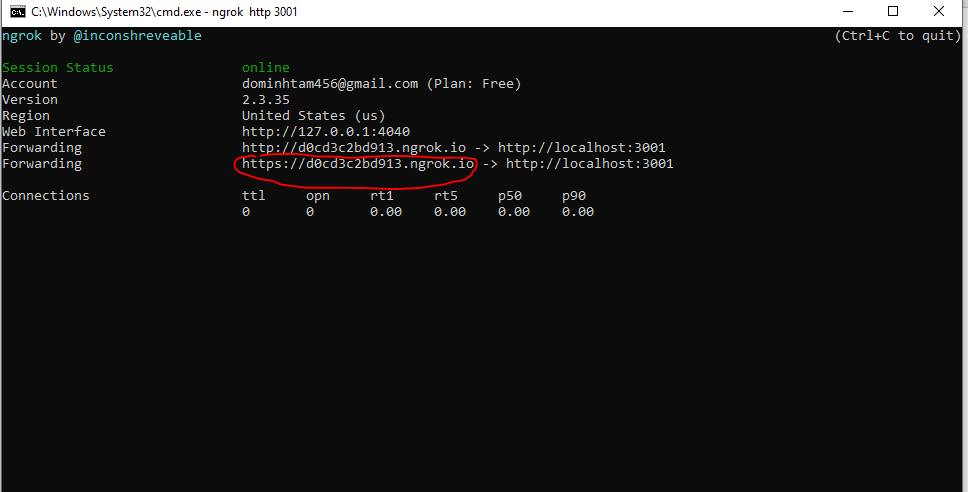 C:\Windows\System32\cmd.exe - ngrok http 3001
ngrok by @inconshreveable (Ctrl+C to quit)
Session Status online
Account dominhtam456@gmail.com (Plan: Free)
Version 2.3.35
Region United States (us)
Web Interface http://127.0.0.1:4040
Forwarding http://d0cd3c2bd913.ngrok.io -> http://localhost:3001
Forwarding https://d0cd3c2bd913.ngrok.io -> http://localhost:3001
Connections ttl opn rt1 rt5 p50 p90
0 0 0.00 0.00 0.00 0.00